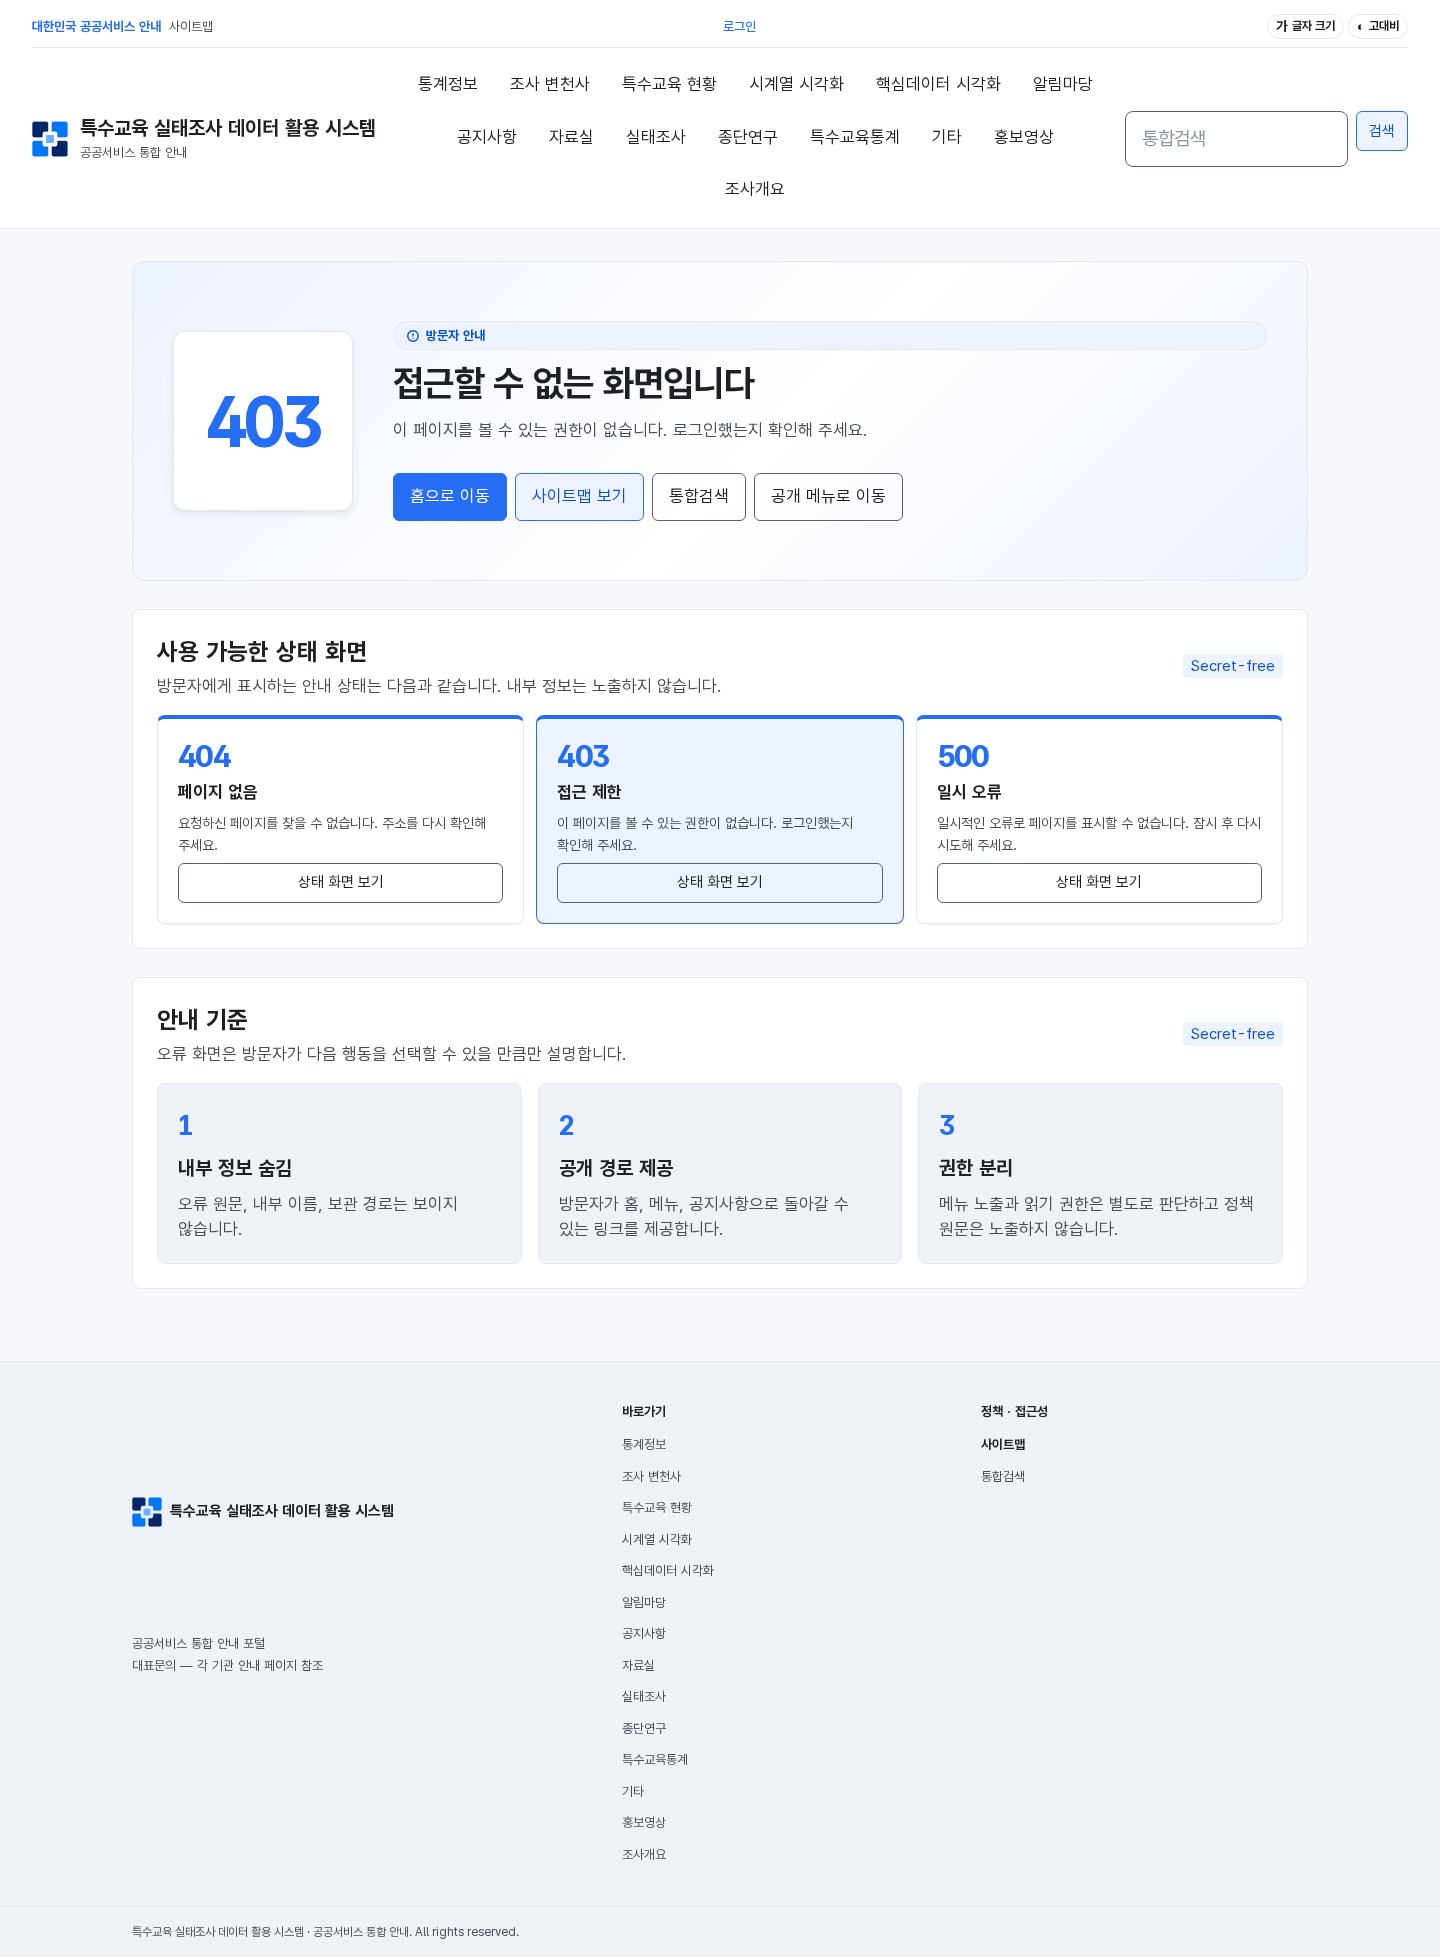 대한민국 공공서비스 안내 사이트맵
로그인
가 글자 크기
고대비
통계정보 조사 변천사 특수교육 현황 시계열 시각화 핵심데이터 시각화 알림마당
특수교육 실태조사 데이터 활용 시스템
공공서비스 통합 안내
공지사항 자료실 실태조사 종단연구 특수교육통계 기타 홍보영상
조사개요
통합검색
검색
403
방문자 안내
접근할 수 없는 화면입니다
이 페이지를 볼 수 있는 권한이 없습니다. 로그인했는지 확인해 주세요.
홈으로 이동 사이트맵 보기 통합검색 공개 메뉴로 이동
사용 가능한 상태 화면
방문자에게 표시하는 안내 상태는 다음과 같습니다. 내부 정보는 노출하지 않습니다.
Secret-free
404
페이지 없음
요청하신 페이지를 찾을 수 없습니다. 주소를 다시 확인해
주세요.
상태 화면 보기
403
접근 제한
이 페이지를 볼 수 있는 권한이 없습니다. 로그인했는지
확인해 주세요.
상태 화면 보기
500
일시 오류
일시적인 오류로 페이지를 표시할 수 없습니다. 잠시 후 다시
시도해 주세요.
상태 화면 보기
안내 기준
오류 화면은 방문자가 다음 행동을 선택할 수 있을 만큼만 설명합니다.
Secret-free
1
내부 정보 숨김
오류 원문, 내부 이름, 보관 경로는 보이지
않습니다.
2
공개 경로 제공
방문자가 홈, 메뉴, 공지사항으로 돌아갈 수
있는 링크를 제공합니다.
3
권한 분리
메뉴 노출과 읽기 권한은 별도로 판단하고 정책
원문은 노출하지 않습니다.
특수교육 실태조사 데이터 활용 시스템
공공서비스 통합 안내 포털
대표문의 — 각 기관 안내 페이지 참조
바로가기
통계정보
조사 변천사
특수교육 현황
시계열 시각화
핵심데이터 시각화
알림마당
공지사항
자료실
실태조사
종단연구
특수교육통계
기타
홍보영상
조사개요
정책 · 접근성
사이트맵
통합검색
특수교육 실태조사 데이터 활용 시스템 · 공공서비스 통합 안내. All rights reserved.